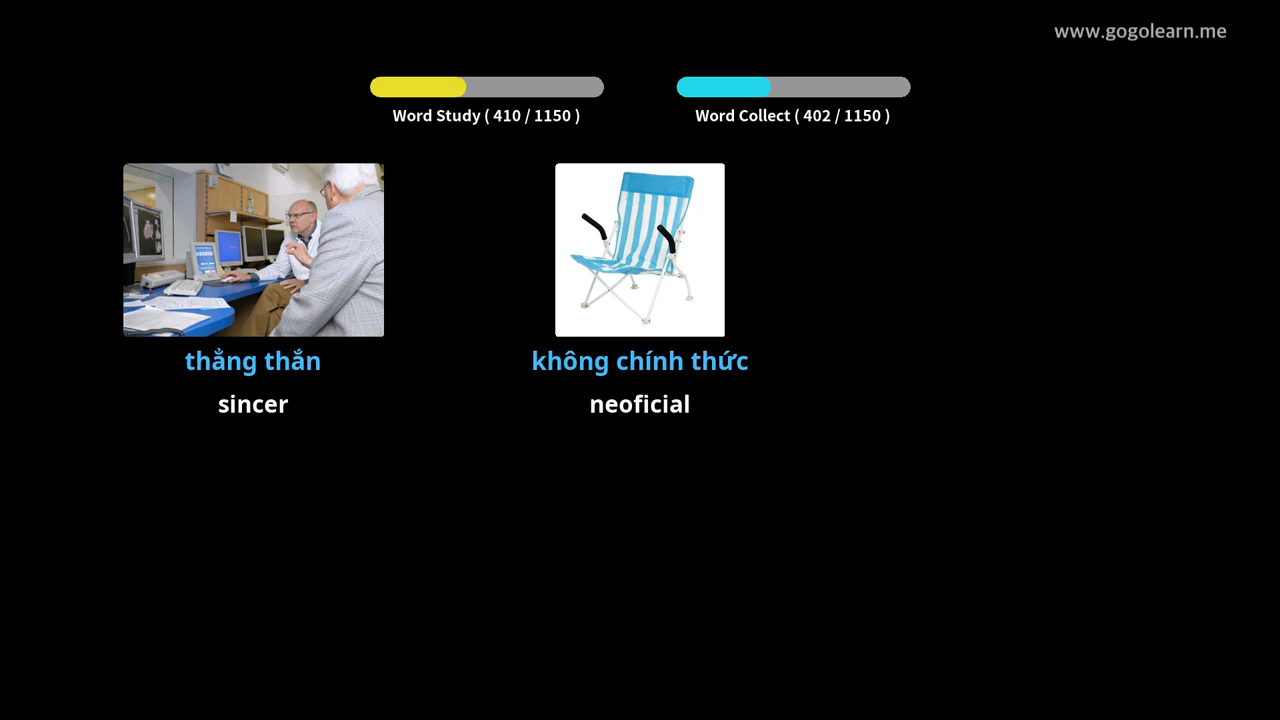 www.gogolearn.me
Word Study ( 410 / 1150 )
Word Collect ( 402 / 1150 )
thẳng thắn
không chính thức
sincer
neoficial